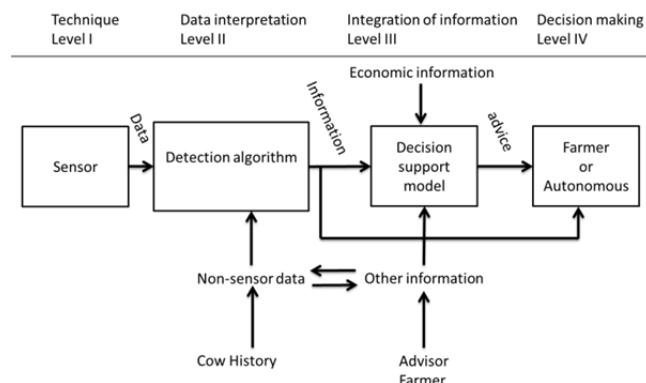 Technique
Level I
Data interpretation
Level II
Integration of information
Level III
Decision making
Level IV
Economic information
Data
Information
advice
Sensor
Detection algorithm
Decision
support
model
Farmer
or
Autonomous
Non-sensor data
Other information
Cow History
Advisor
Farmer